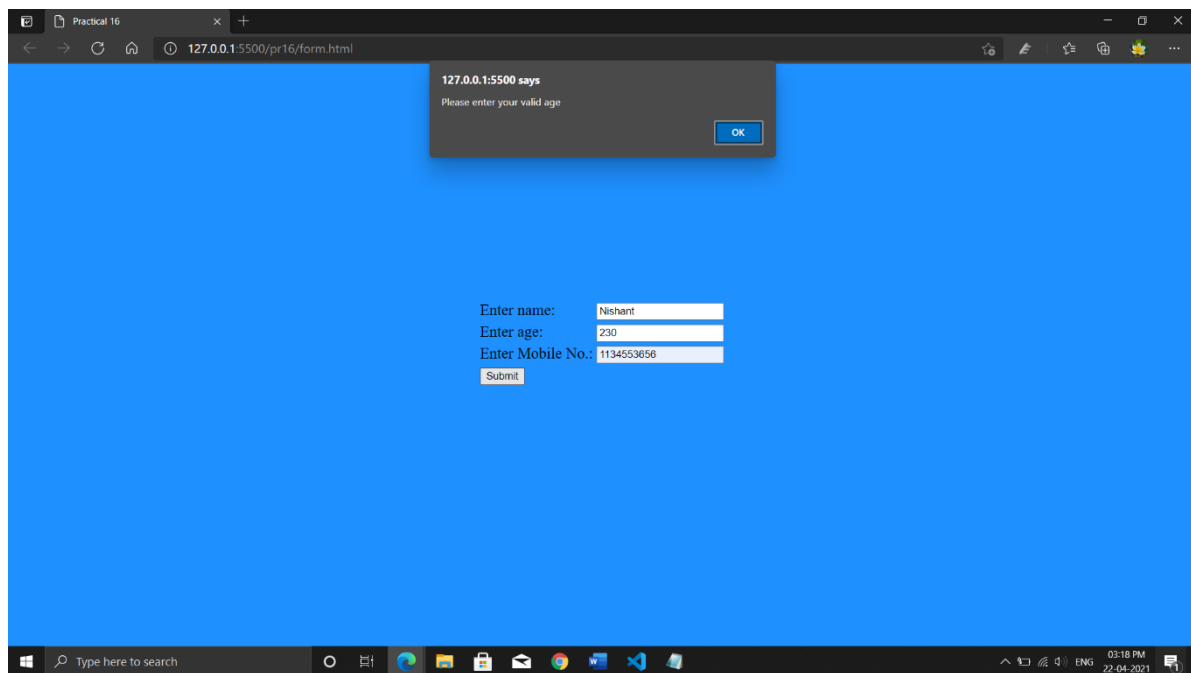 Practical 16
127.0.0.1:5500/pr16/form.html
127.0.0.1:5500 says
Please enter your valid age
OK
Enter name: Nishant
Enter age: 230
Enter Mobile No.: 1134553656
Submit
Type here to search
ENG
03:18 PM
22-04-2021
1